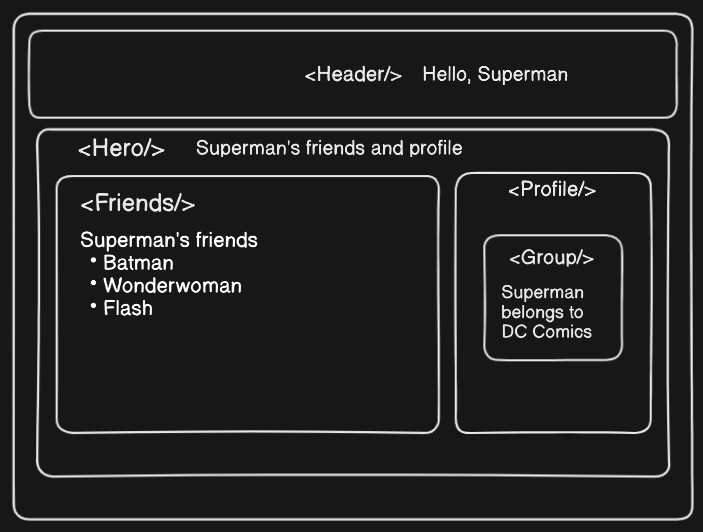 <Header/> Hello, Superman
<Hero/> Superman's friends and profile
<Friends/>
Superman's friends
• Batman
• Wonderwoman
• Flash
<Profile/>
<Group/>
Superman
belongs to
DC Comics